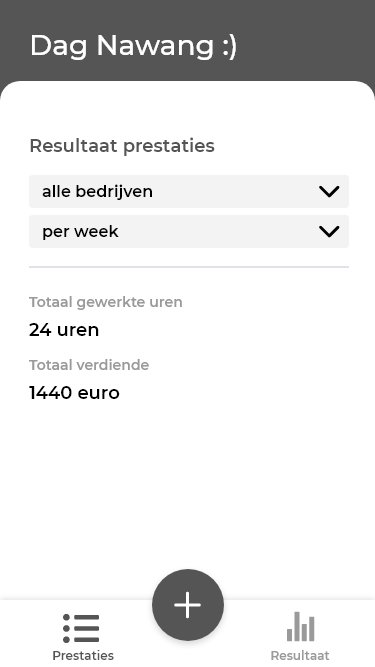 Dag Nawang :)
Resultaat prestaties
alle bedrijven
per week
Totaal gewerkte uren
24 uren
Totaal verdiende
1440 euro
Prestaties
Resultaat